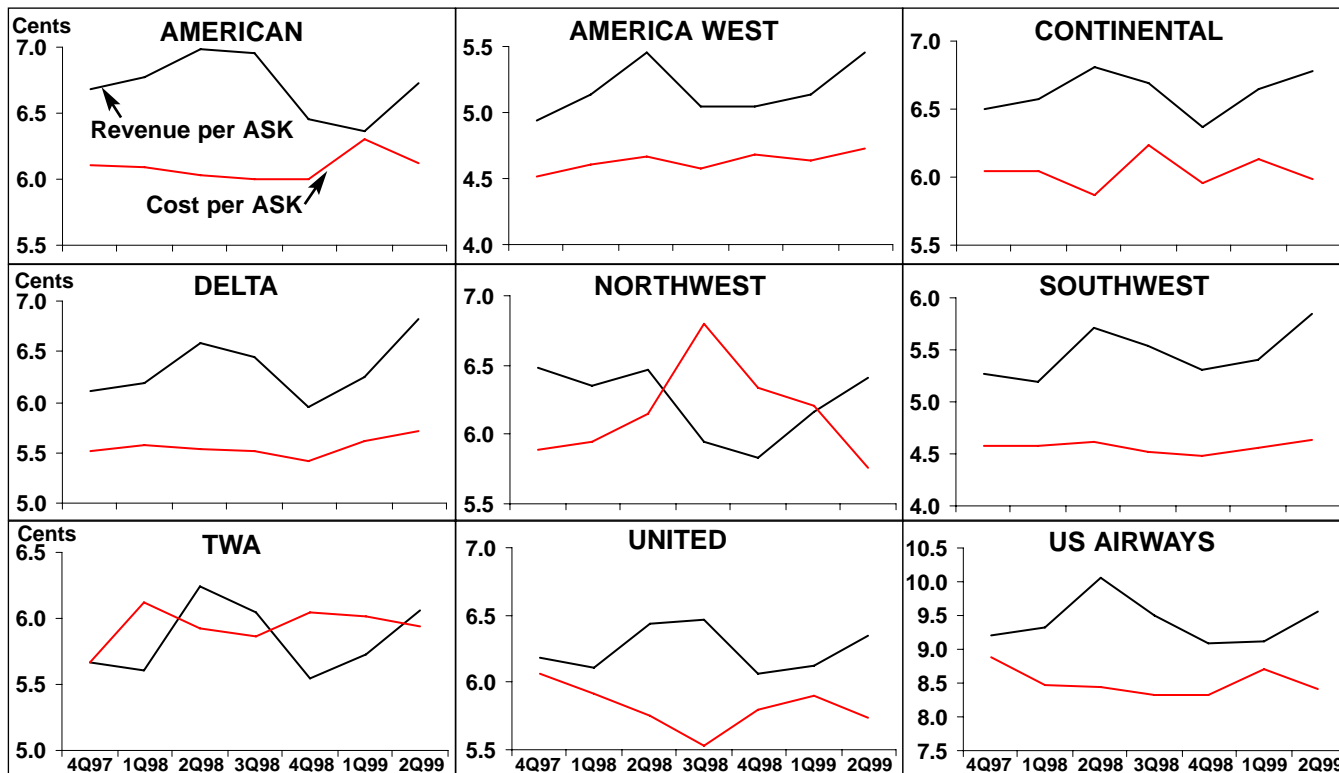 Cents
AMERICAN
7.0
6.5
6.0
5.5
Revenue per ASK
Cost per ASK
AMERICA WEST
5.5
5.0
4.5
4.0
CONTINENTAL
7.0
6.5
6.0
5.5
Cents
DELTA
7.0
6.5
6.0
5.5
5.0
NORTHWEST
7.0
6.5
6.0
5.5
SOUTHWEST
6.0
5.5
5.0
4.5
4.0
Cents
TWA
6.5
6.0
5.5
5.0
4Q97 1Q98 2Q98 3Q98 4Q98 1Q99 2Q99
UNITED
7.0
6.5
6.0
5.5
4Q97 1Q98 2Q98 3Q98 4Q98 1Q99 2Q99
US AIRWAYS
10.5
10.0
9.5
9.0
8.5
8.0
7.5
4Q97 1Q98 2Q98 3Q98 4Q98 1Q99 2Q99